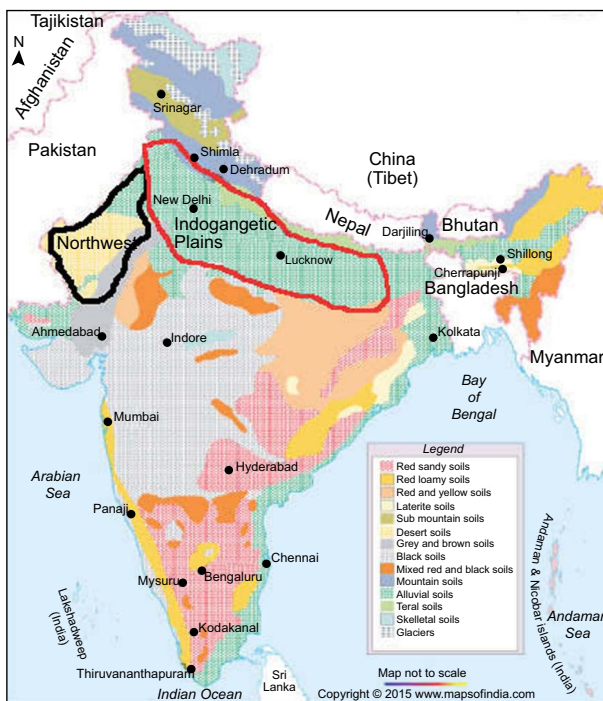 Tajikistan
N
Afghanistan
Srinagar
Pakistan
Shimla
Dehradum
China
(Tibet)
New Delhi
Indogangetic
Plains
Northwest
Nepal
Lucknow
Darjiling
Bhutan
Shillong
Cherrapunji
Bangladesh
Ahmedabad
Indore
Kolkata
Myanmar
Mumbai
Bay
of
Bengal
Arabian
Sea
Hyderabad
Panaji
Chennai
Bengaluru
Mysuru
Kodakanal
Lakshadweep
(India)
Thiruvananthapuram
Sri
Lanka
Indian Ocean
Andaman & Nicobar islands (India)
Andaman
Sea
Legend
Red sandy soils
Red loamy soils
Red and yellow soils
Laterite soils
Sub mountain soils
Desert soils
Grey and brown soils
Black soils
Mixed red and black soils
Mountain soils
Alluvial soils
Teral soils
Skelletal soils
Glaciers
Map not to scale
Copyright © 2015 www.mapsofindia.com